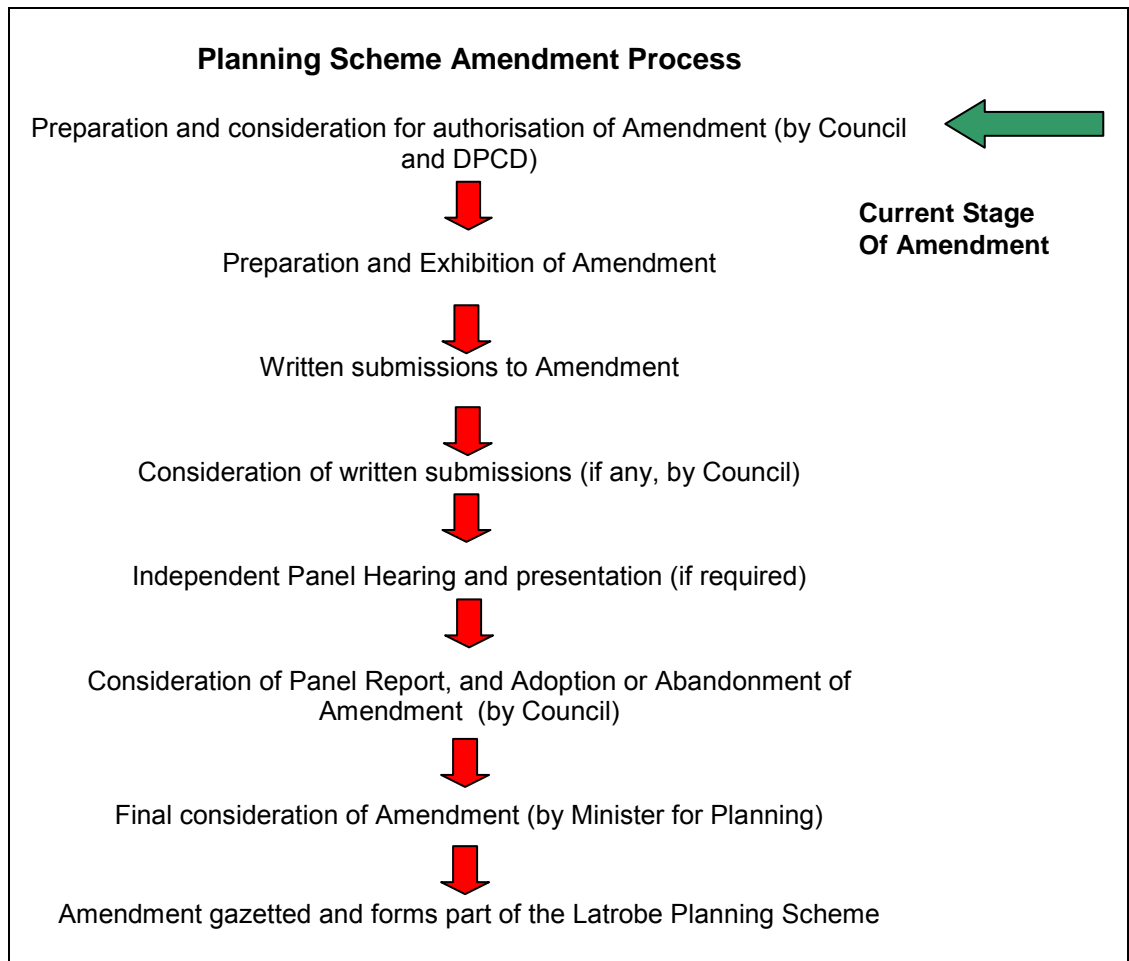 Planning Scheme Amendment Process
Preparation and consideration for authorisation of Amendment (by Council
and DPCD)
Current Stage
Of Amendment
Preparation and Exhibition of Amendment
Written submissions to Amendment
Consideration of written submissions (if any, by Council)
Independent Panel Hearing and presentation (if required)
Consideration of Panel Report, and Adoption or Abandonment of
Amendment  (by Council)
Final consideration of Amendment (by Minister for Planning)
Amendment gazetted and forms part of the Latrobe Planning Scheme